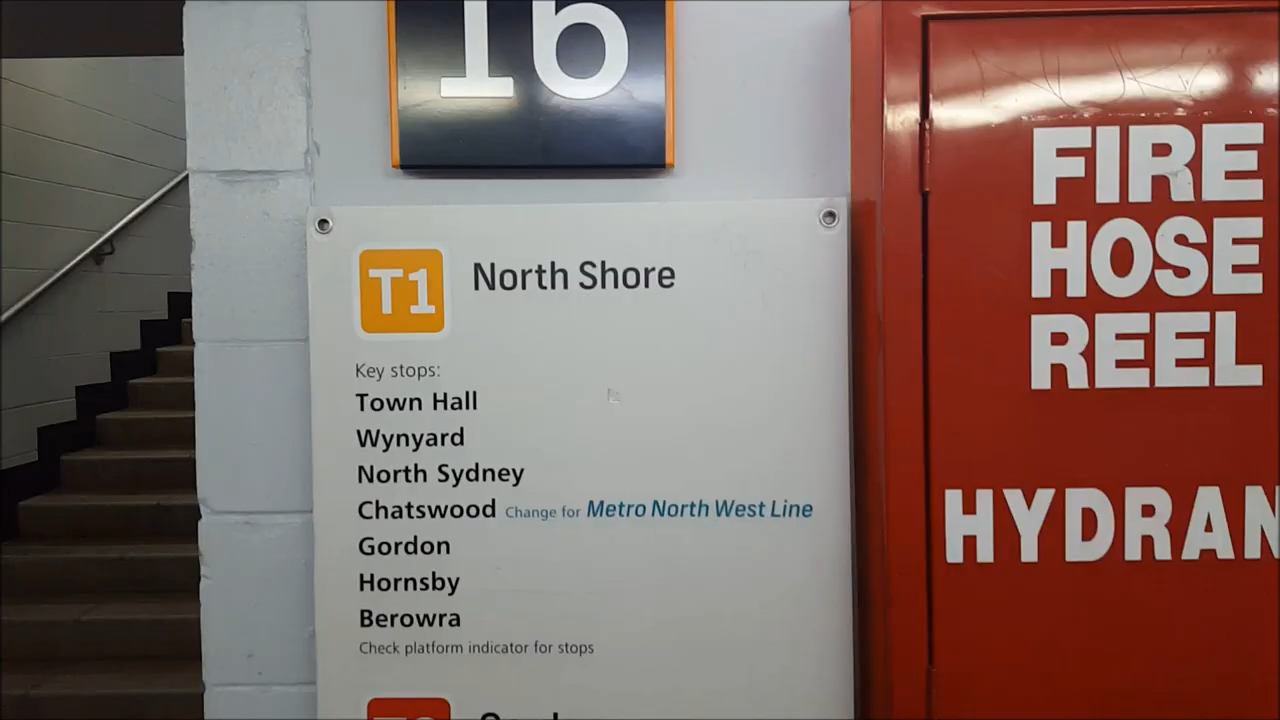 16
T1 North Shore
Key stops:
Town Hall
Wynyard
North Sydney
Chatswood Change for Metro North West Line
Gordon
Hornsby
Berowra
Check platform indicator for stops
FIRE
HOSE
REEL
HYDRAN